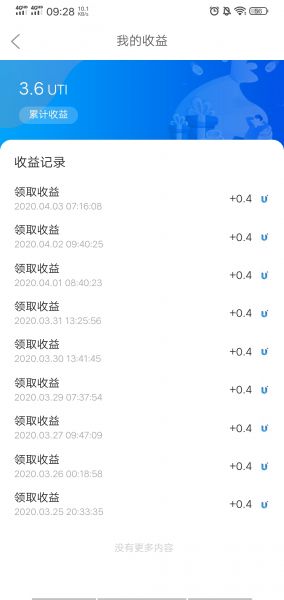 4G 4G 09:28 10.1 KB/s 56
我的收益
3.6 UTI
累计收益
收益记录
领取收益
+0.4
2020.04.03 07:16:08
领取收益
+0.4
2020.04.02 09:40:25
领取收益
+0.4
2020.04.01 08:40:23
领取收益
+0.4
2020.03.31 13:25:56
领取收益
+0.4
2020.03.30 13:41:45
领取收益
+0.4
2020.03.29 07:37:54
领取收益
+0.4
2020.03.27 09:47:09
领取收益
+0.4
2020.03.26 00:18:58
领取收益
+0.4
2020.03.25 20:33:35
没有更多内容